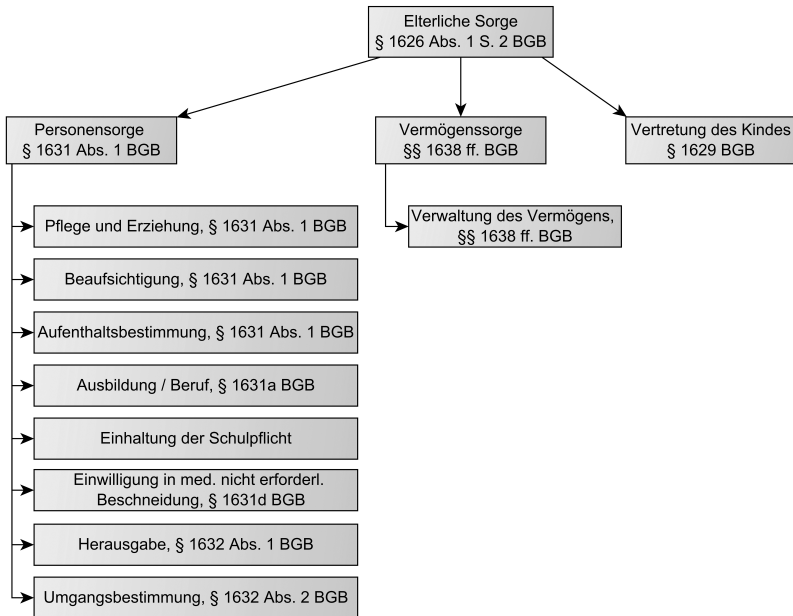 Elterliche Sorge
§ 1626 Abs. 1 S. 2 BGB
Personensorge
§ 1631 Abs. 1 BGB
Vermögenssorge
§§ 1638 ff. BGB
Vertretung des Kindes
§ 1629 BGB
Pflege und Erziehung, § 1631 Abs. 1 BGB
Verwaltung des Vermögens,
§§ 1638 ff. BGB
Beaufsichtigung, § 1631 Abs. 1 BGB
Aufenthaltsbestimmung, § 1631 Abs. 1 BGB
Ausbildung / Beruf, § 1631a BGB
Einhaltung der Schulpflicht
Einwilligung in med. nicht erforderl.
Beschneidung, § 1631d BGB
Herausgabe, § 1632 Abs. 1 BGB
Umgangsbestimmung, § 1632 Abs. 2 BGB